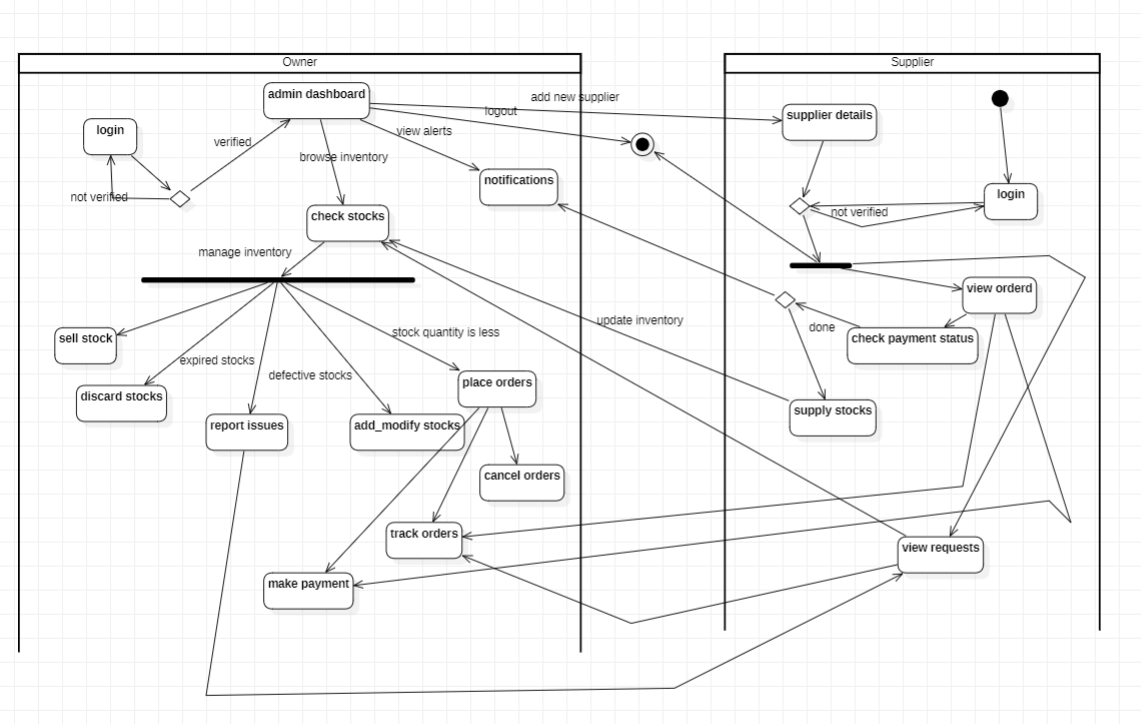 Owner
Supplier
admin dashboard
add new supplier
logout
supplier details
login
view alerts
verified
browse inventory
notifications
login
not verified
check stocks
not verified
manage inventory
view orderd
update inventory
done
sell stock
expired stocks
stock quantity is less
check payment status
defective stocks
place orders
discard stocks
supply stocks
report issues
add_modify stocks
cancel orders
track orders
view requests
make payment